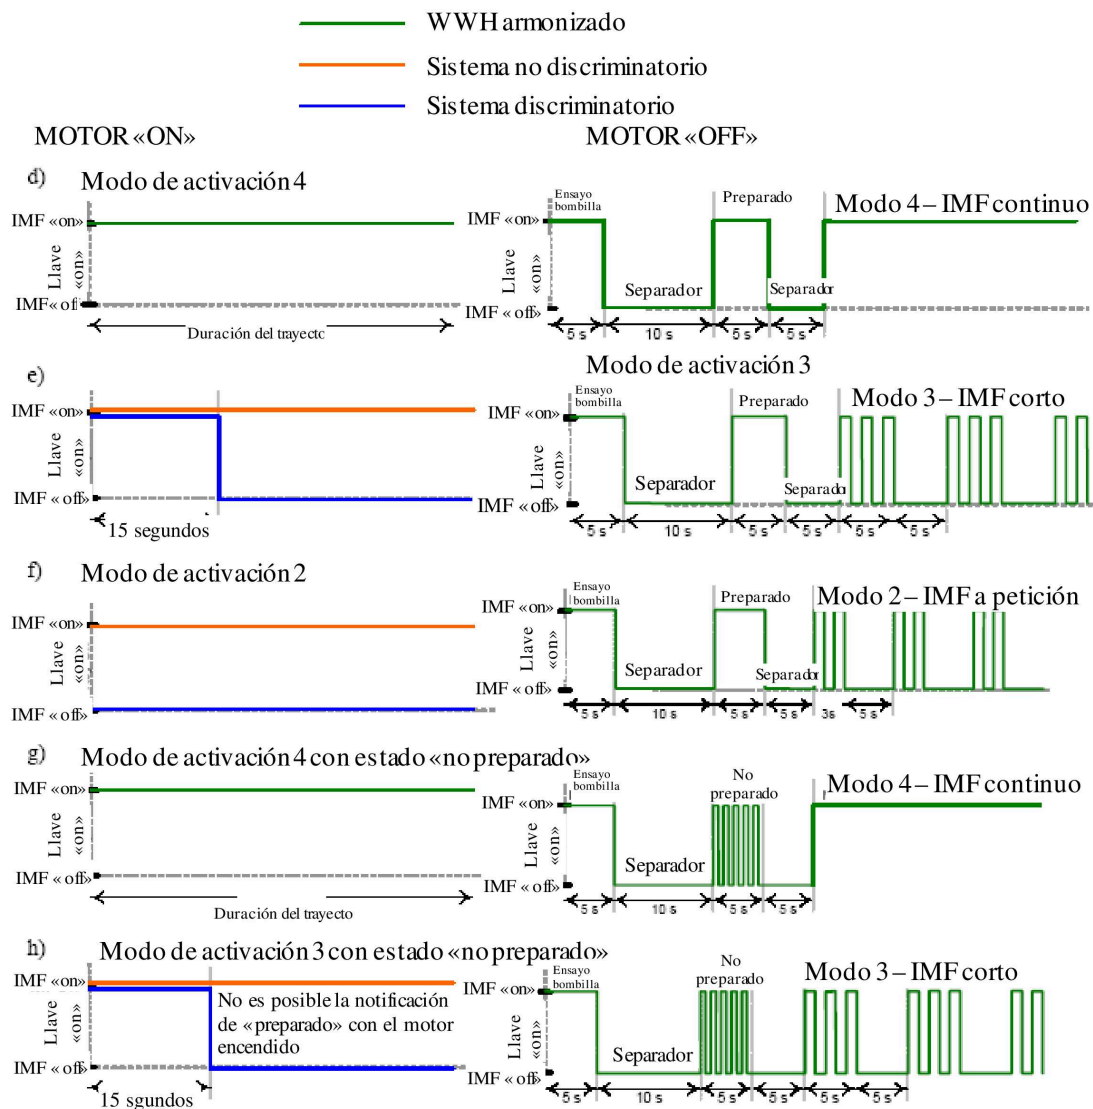 WWH armonizado
Sistema no discriminatorio
Sistema discriminatorio
MOTOR «ON»
MOTOR «OFF»
d)
Modo de activación 4
IMF «on»
Llave «on»
IMF «of
Duración del trayecto
Ensayo bombilla
Preparado
Modo 4 – IMF continuo
IMF «on»
Llave «on»
Separador
Separador
IMF «off»
5 s
10 s
5 s
5 s
Modo de activación 3
e)
IMF «on»
Llave «on»
IMF « off»
15 segundos
Ensayo bombilla
Preparado
Modo 3 – IMF corto
IMF «on»
Llave «on»
Separador
Separador
IMF « off»
5 s
10 s
5 s
5 s
5 s
5 s
f)
Modo de activación 2
IMF «on»
Llave «on»
IMF « off»
Ensayo bombilla
Preparado
Modo 2 – IMF a petición
IMF «on»
Llave «on»
Separador
Separador
IMF « off»
5 s
10 s
5 s
5 s
3s
5 s
g)
Modo de activación 4 con estado «no preparado»
IMF «on»
Llave «on»
IMF « off»
Duración del trayecto
Ensayo bombilla
No preparado
Modo 4 – IMF continuo
IMF «on»
Llave «on»
Separador
IMF « off»
5 s
10 s
5 s
5 s
h)
Modo de activación 3 con estado «no preparado»
IMF «on»
Llave «on»
No es posible la notificación
de «preparado» con el motor
encendido
IMF « off»
15 segundos
Ensayo bombilla
No preparado
Modo 3 – IMF corto
IMF «on»
Llave «on»
Separador
IMF « off»
5 s
10 s
5 s
5 s
5 s
5 s